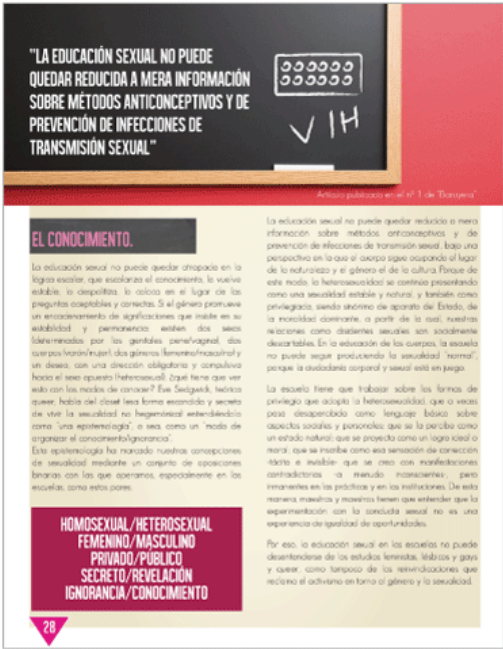 "LA EDUCACIÓN SEXUAL NO PUEDE
QUEDAR REDUCIDA A MERA INFORMACIÓN
SOBRE MÉTODOS ANTICONCEPTIVOS Y DE
PREVENCIÓN DE INFECCIONES DE
TRANSMISIÓN SEXUAL"
VIH
Artículo publicado en el nº 1 de "Baruyera"
EL CONOCIMIENTO.
La educación sexual no puede quedar atrapada en la
lógica escolar, que escolariza el conocimiento, lo vuelve
estable, lo despolitiza, lo coloca en el lugar de las
preguntas aceptables y correctas. Si el género promueve
un encadenamiento de significaciones que insiste en su
estabilidad y permanencia: existen dos sexos
(determinados por los genitales pene/vagina), dos
cuerpos (varón/mujer), dos géneros (femenino/masculino) y
un deseo, con una dirección obligatoria y compulsiva
hacia el sexo opuesto (heterosexual); ¿qué tiene que ver
esto con los modos de conocer? Eve Sedgwick, teórica
queer, habla del closet (esa forma escondida y secreta
de vivir la sexualidad no hegemónica) entendiéndolo
como "una epistemología", o sea, como un "modo de
organizar el conocimiento/ignorancia".
Esta epistemología ha marcado nuestras concepciones
de sexualidad mediante un conjunto de oposiciones
binarias con las que operamos, especialmente en las
escuelas, como estos pares:
HOMOSEXUAL/HETEROSEXUAL
FEMENINO/MASCULINO
PRIVADO/PÚBLICO
SECRETO/REVELACIÓN
IGNORANCIA/CONOCIMIENTO
28
La educación sexual no puede quedar reducida a mera
información sobre métodos anticonceptivos y de
prevención de infecciones de transmisión sexual, bajo una
perspectiva en la que el cuerpo sigue ocupando el lugar
de la naturaleza y el género el de la cultura. Porque de
este modo, la heterosexualidad se continúa presentando
como una sexualidad estable y natural, y también como
privilegiada, siendo sinónimo de aparato de Estado, de
la moralidad dominante, a partir de la cual, nuestras
relaciones como disidentes sexuales son socialmente
descartables. En la educación de los cuerpos, la escuela
no puede seguir produciendo la sexualidad "normal",
porque la ciudadanía corporal y sexual está en juego.
La escuela tiene que trabajar sobre las formas de
privilegio que adopta la heterosexualidad, que a veces
pasa desapercibida como lenguaje básico sobre
aspectos sociales y personales; que se la percibe como
un estado natural; que se proyecta como un logro ideal o
moral; que se inscribe como esa sensación de corrección
-tácita e invisible- que se crea con manifestaciones
contradictorias -a menudo inconscientes-, pero
inmanentes en las prácticas y en las instituciones. De esta
manera, maestras y maestros tienen que entender que la
experimentación con la conducta sexual no es una
experiencia de igualdad de oportunidades.
Por eso, la educación sexual en las escuelas no puede
desentenderse de los estudios feministas, lésbicos y gays
y queer, como tampoco de las reivindicaciones que
reclama el activismo en torno al género y la sexualidad.